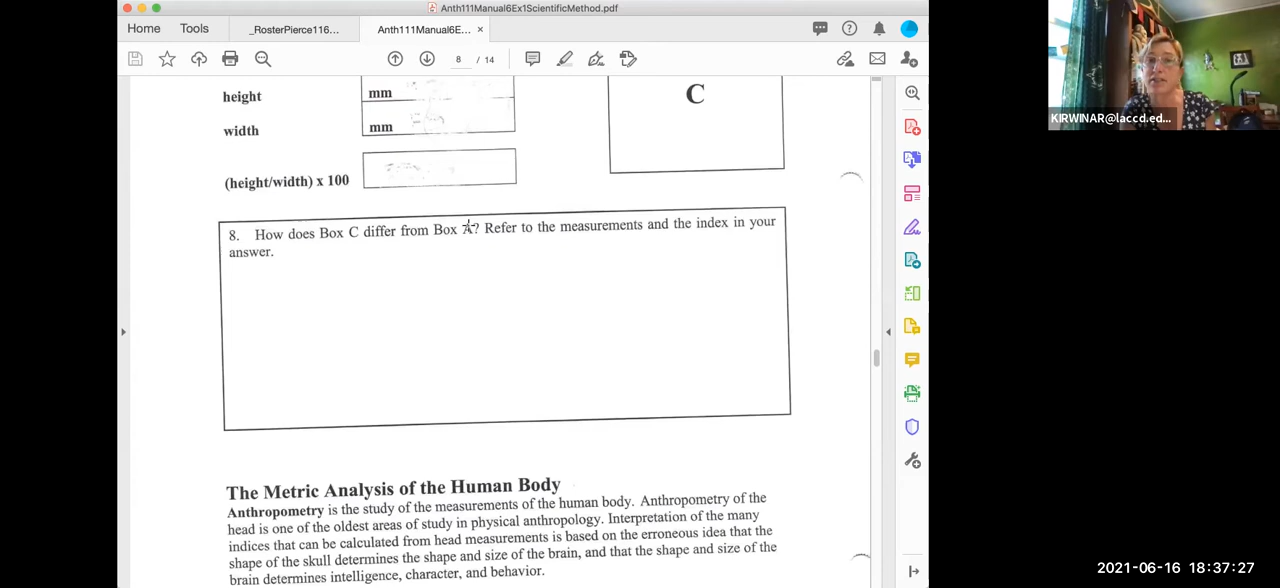 Anth111Manual6Ex1ScientificMethod.pdf
Home
Tools
_RosterPierce116...
Anth111Manual6E... ×
8 / 14
height
mm
width
mm
(height/width) x 100
C
8. How does Box C differ from Box A? Refer to the measurements and the index in your
answer.
The Metric Analysis of the Human Body
Anthropometry is the study of the measurements of the human body. Anthropometry of the
head is one of the oldest areas of study in physical anthropology. Interpretation of the many
indices that can be calculated from head measurements is based on the erroneous idea that the
shape of the skull determines the shape and size of the brain, and that the shape and size of the
brain determines intelligence, character, and behavior.
KIRWINAR@laccd.ed...
2021-06-16 18:37:27